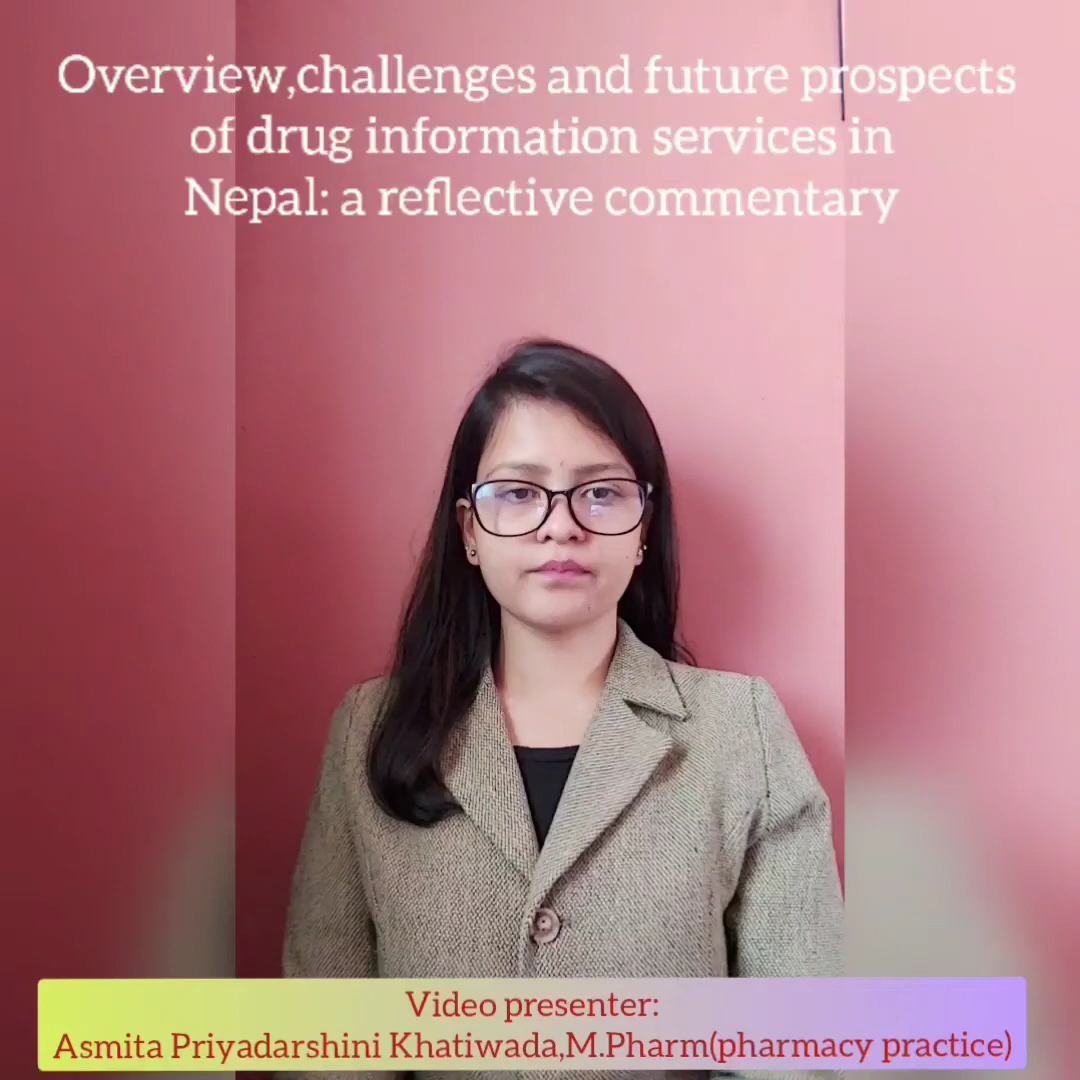 Overview,challenges and future prospects
of drug information services in
Nepal: a reflective commentary
Video presenter:
Asmita Priyadarshini Khatiwada,M.Pharm(pharmacy practice)